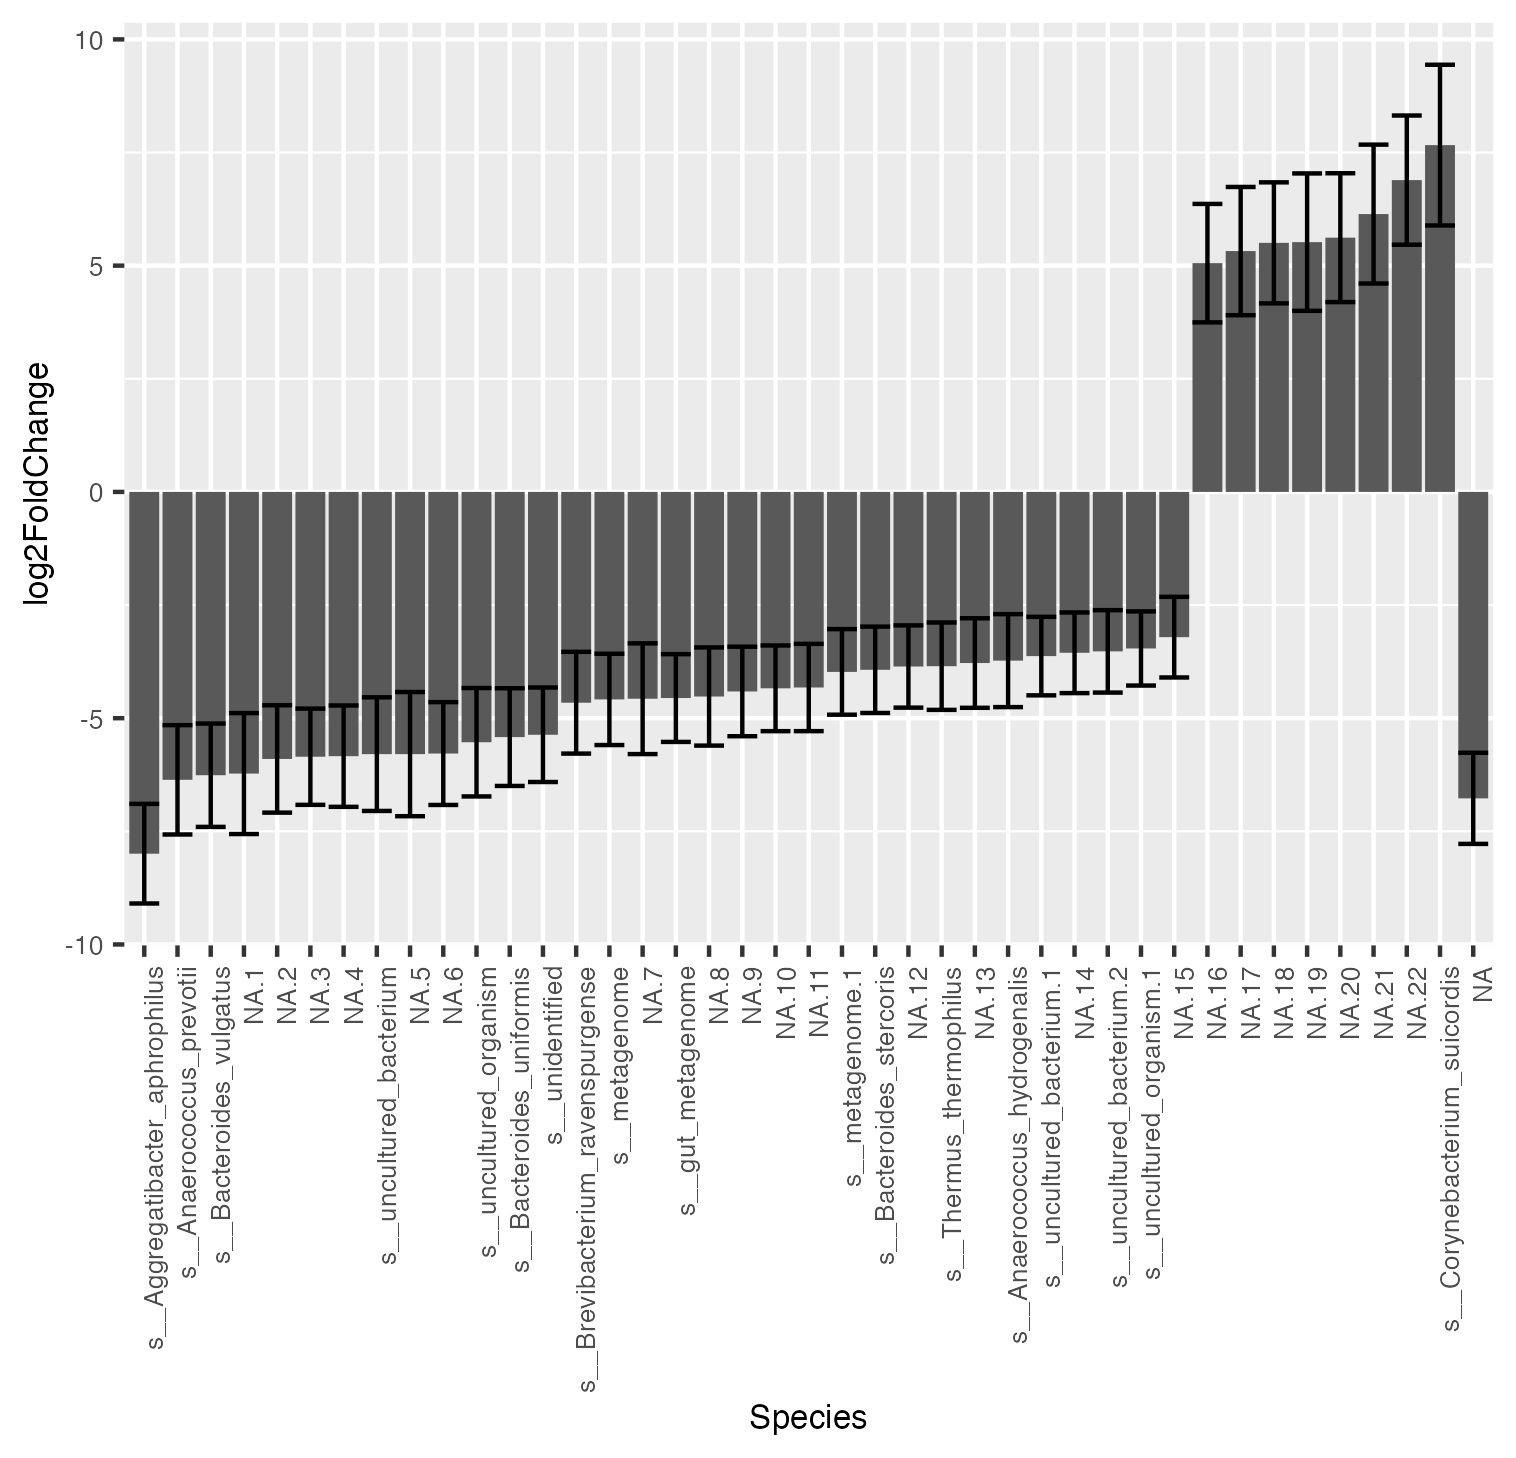 10
5
0
-5
-10
log2FoldChange
s__Aggregatibacter_aphrophilus
s__Anaerococcus_prevotii
s__Bacteroides_vulgatus
NA.1
NA.2
NA.3
NA.4
s__uncultured_bacterium
NA.5
NA.6
s__uncultured_organism
s__Bacteroides_uniformis
s__unidentified
s__Brevibacterium_ravenspurgense
s__metagenome
NA.7
s__gut_metagenome
NA.8
NA.9
NA.10
NA.11
s__metagenome.1
s__Bacteroides_stercoris
NA.12
s__Thermus_thermophilus
NA.13
s__Anaerococcus_hydrogenalis
s__uncultured_bacterium.1
NA.14
s__uncultured_bacterium.2
s__uncultured_organism.1
NA.15
NA.16
NA.17
NA.18
NA.19
NA.20
NA.21
NA.22
s__Corynebacterium_suicordis
NA
Species